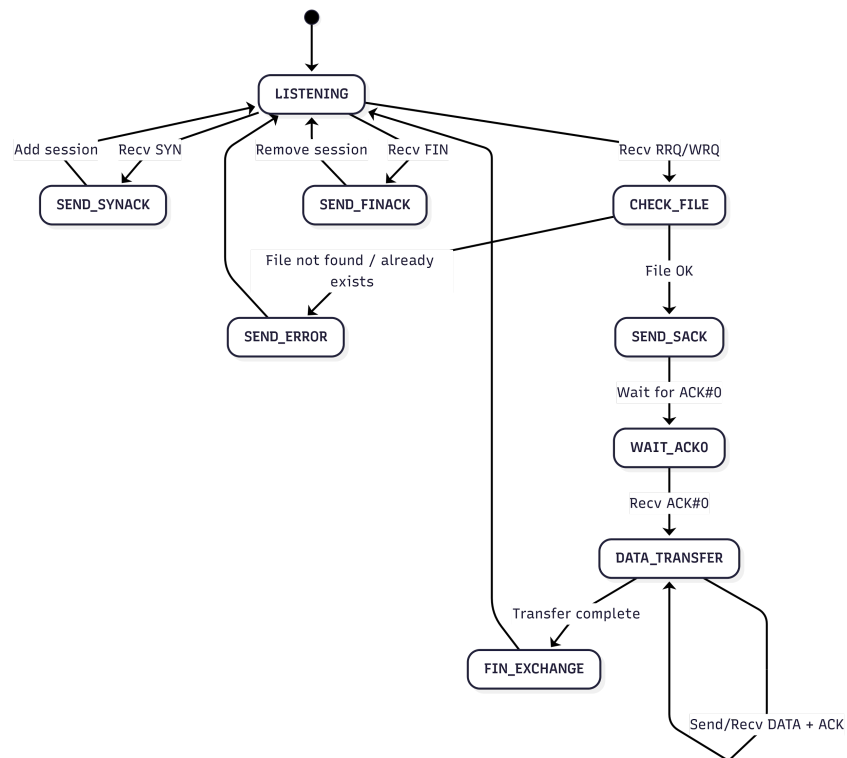 LISTENING
Add session
Recv SYN
Remove session
Recv FIN
Recv RRQ/WRQ
SEND_SYNACK
SEND_FINACK
CHECK_FILE
File not found / already
exists
File OK
SEND_ERROR
SEND_SACK
Wait for ACK#0
WAIT_ACK0
Recv ACK#0
DATA_TRANSFER
Transfer complete
FIN_EXCHANGE
Send/Recv DATA + ACK